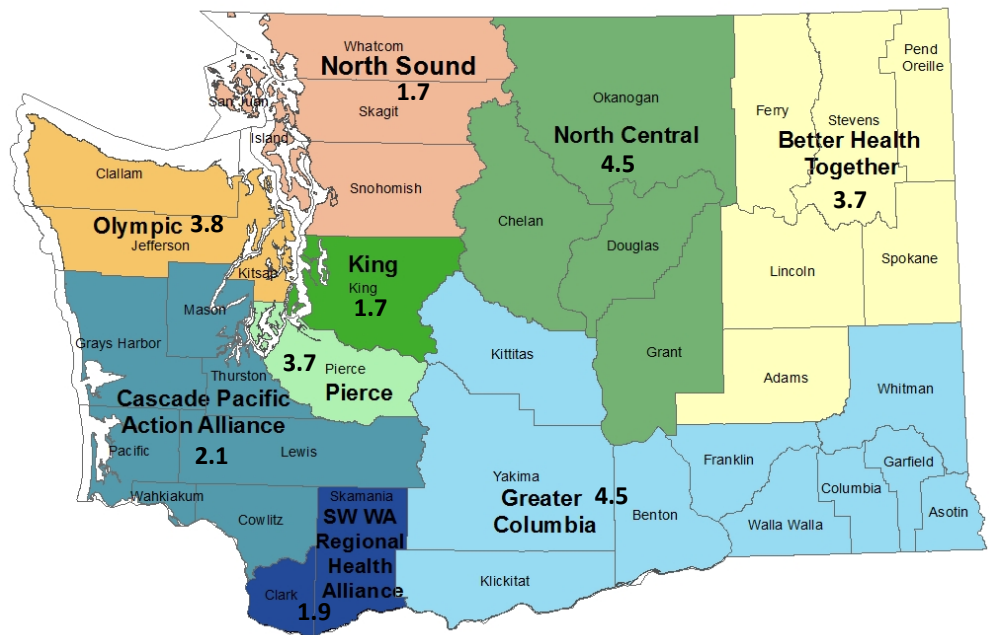 Whatcom
North Sound
1.7
Skagit
San Juan
Island
Snohomish
Okanogan
North Central
4.5
Chelan
Douglas
Grant
Pend
Oreille
Ferry
Stevens
Better Health
Together
3.7
Lincoln
Spokane
Adams
Clallam
Olympic 3.8
Jefferson
Kitsap
King
King
1.7
3.7
Pierce
Pierce
Mason
Grays Harbor
Thurston
Cascade Pacific
Action Alliance
2.1
Pacific
Lewis
Wahkiakum
Cowlitz
Skamania
SW WA
Regional
Health
Alliance
Clark
1.9
Kittitas
Yakima
Greater 4.5
Columbia
Klickitat
Benton
Franklin
Walla Walla
Columbia
Whitman
Garfield
Asotin